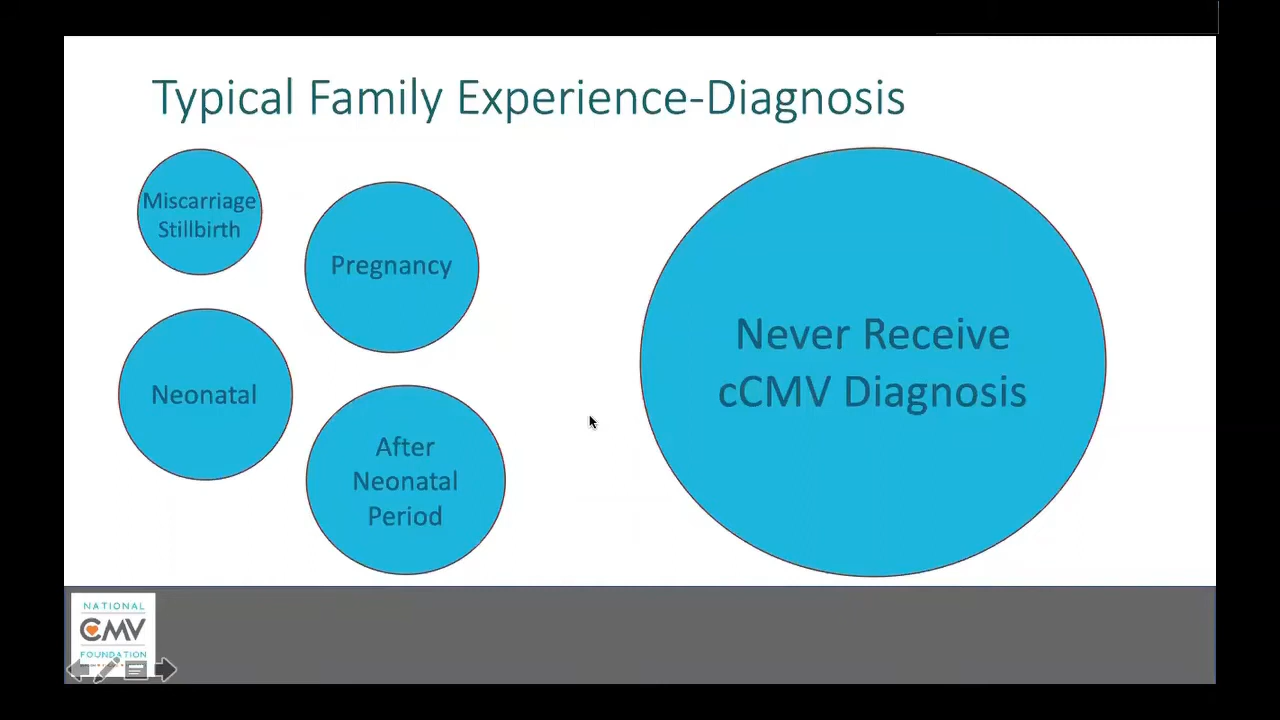 Typical Family Experience-Diagnosis
Miscarriage
Stillbirth
Pregnancy
Neonatal
After
Neonatal
Period
Never Receive
cCMV Diagnosis
NATIONAL
CMV
FOUNDATION